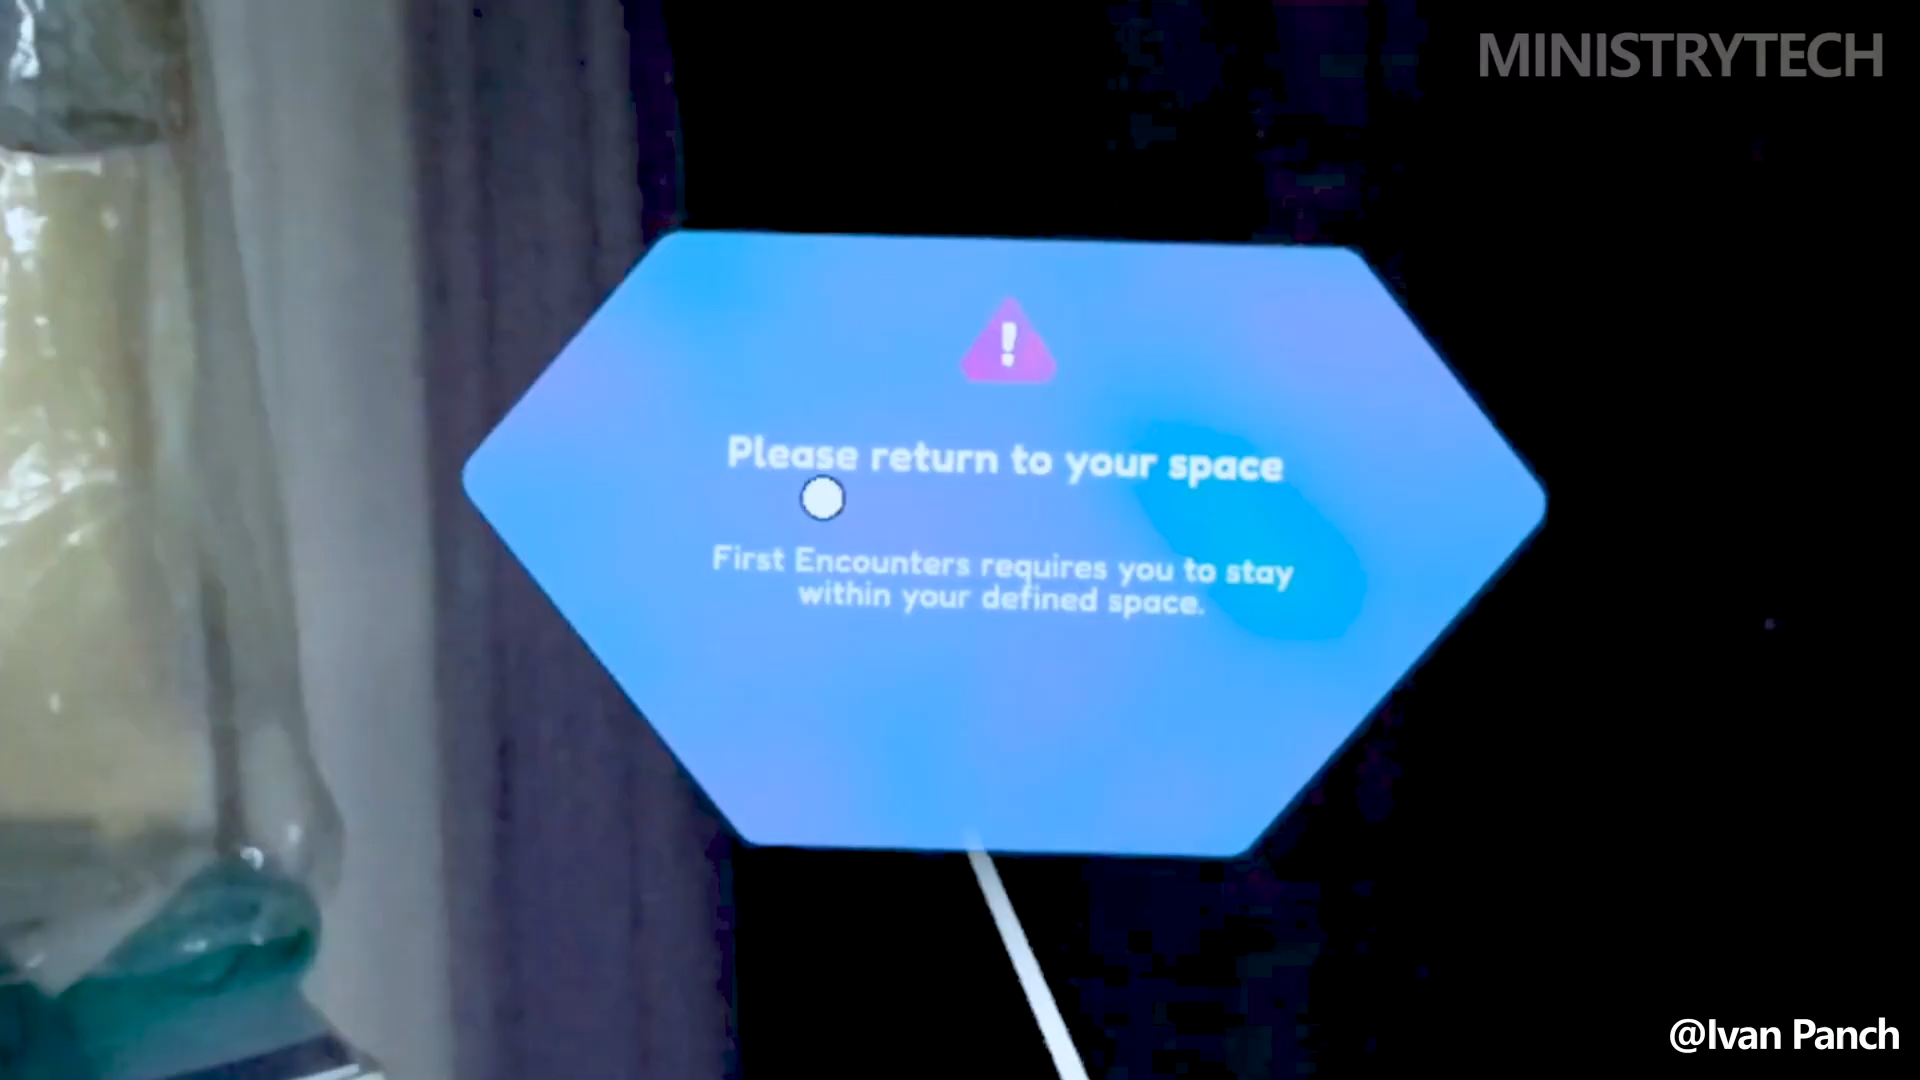 MINISTRYTECH
!
Please return to your space
First Encounters requires you to stay
within your defined space.
@Ivan Panch